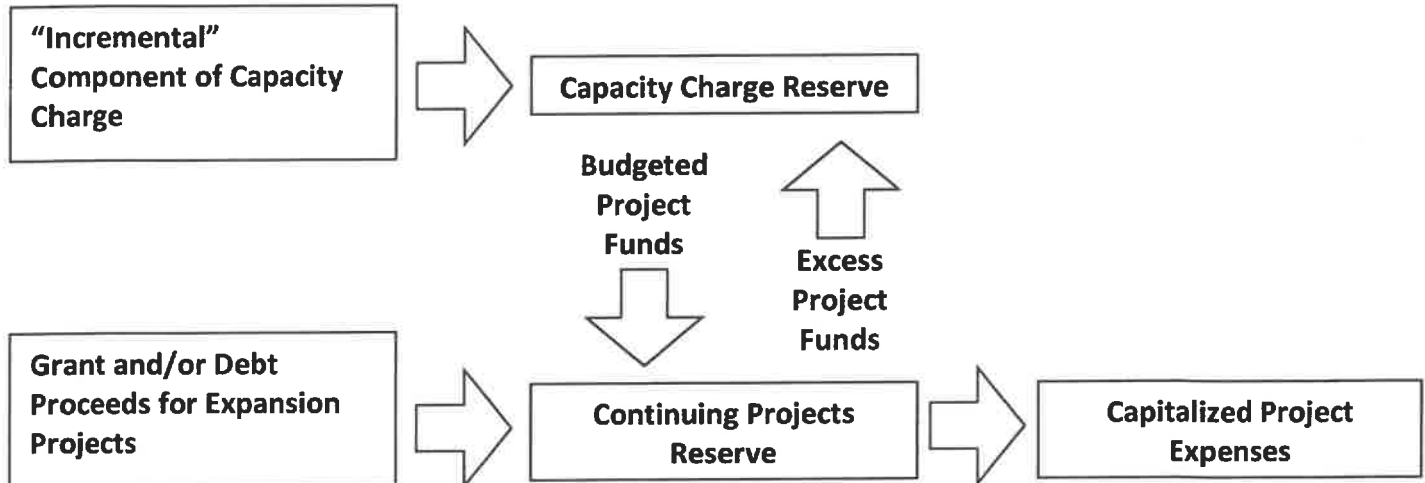 “Incremental”
Component of Capacity
Charge
Capacity Charge Reserve
Budgeted
Project
Funds
Excess
Project
Funds
Grant and/or Debt
Proceeds for Expansion
Projects
Continuing Projects
Reserve
Capitalized Project
Expenses